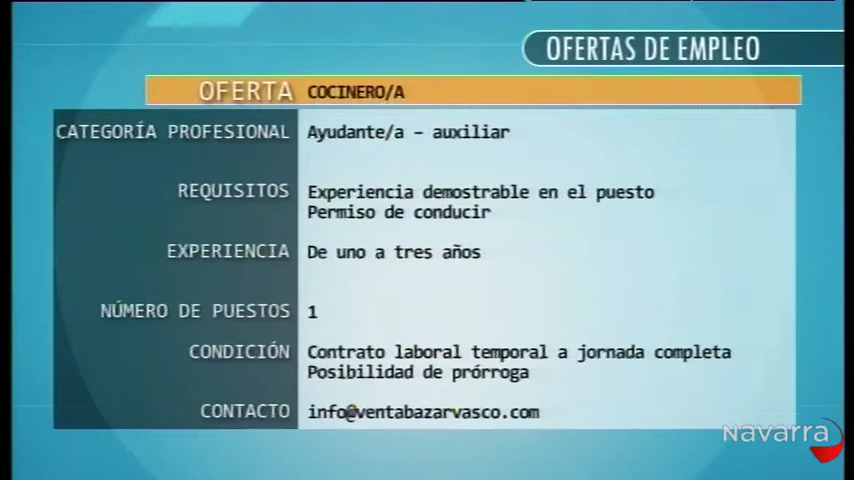 OFERTAS DE EMPLEO
OFERTA COCINERO/A
CATEGORÍA PROFESIONAL Ayudante/a – auxiliar
REQUISITOS Experiencia demostrable en el puesto
Permiso de conducir
EXPERIENCIA De uno a tres años
NÚMERO DE PUESTOS 1
CONDICIÓN Contrato laboral temporal a jornada completa
Posibilidad de prórroga
CONTACTO info@ventabazarvasco.com
Navarra